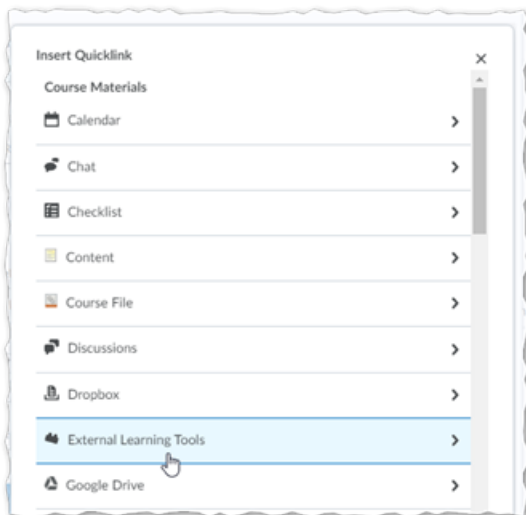 Insert Quicklink
Course Materials
Calendar
Chat
Checklist
Content
Course File
Discussions
Dropbox
External Learning Tools
Google Drive